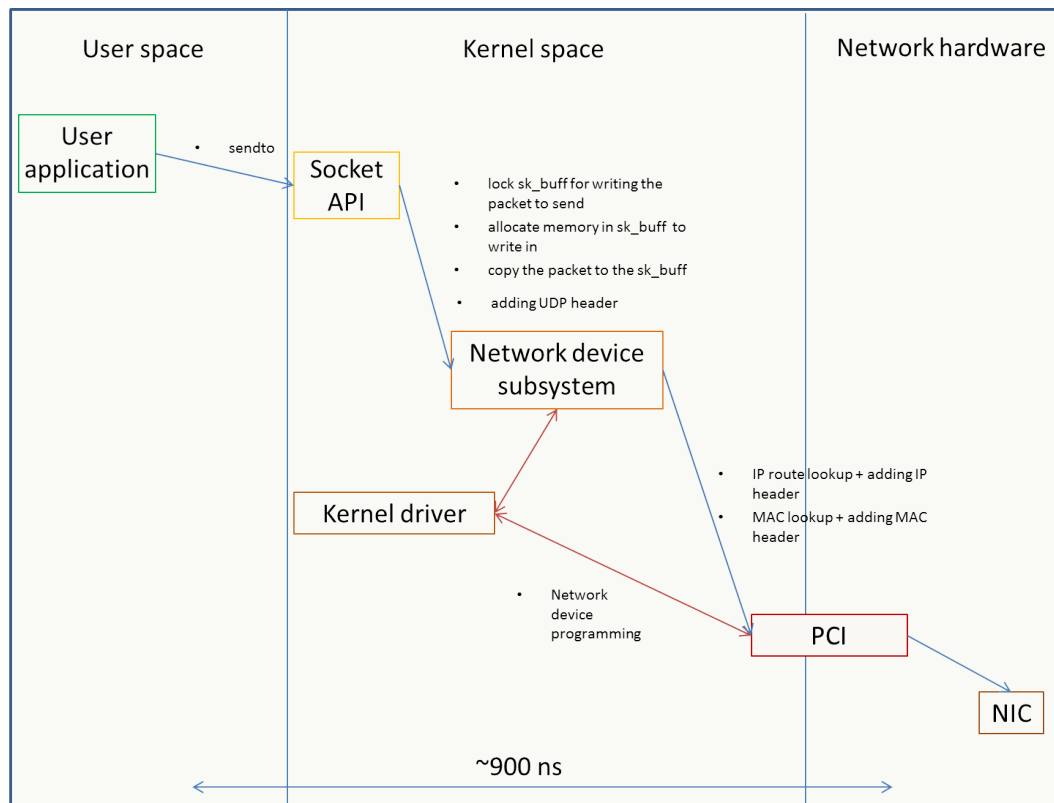 User space
Kernel space
Network hardware
User
application
• sendto
Socket
API
• lock sk_buff for writing the
packet to send
• allocate memory in sk_buff to
write in
• copy the packet to the sk_buff
• adding UDP header
Network device
subsystem
• IP route lookup + adding IP
header
• MAC lookup + adding MAC
header
Kernel driver
• Network
device
programming
PCI
NIC
~900 ns